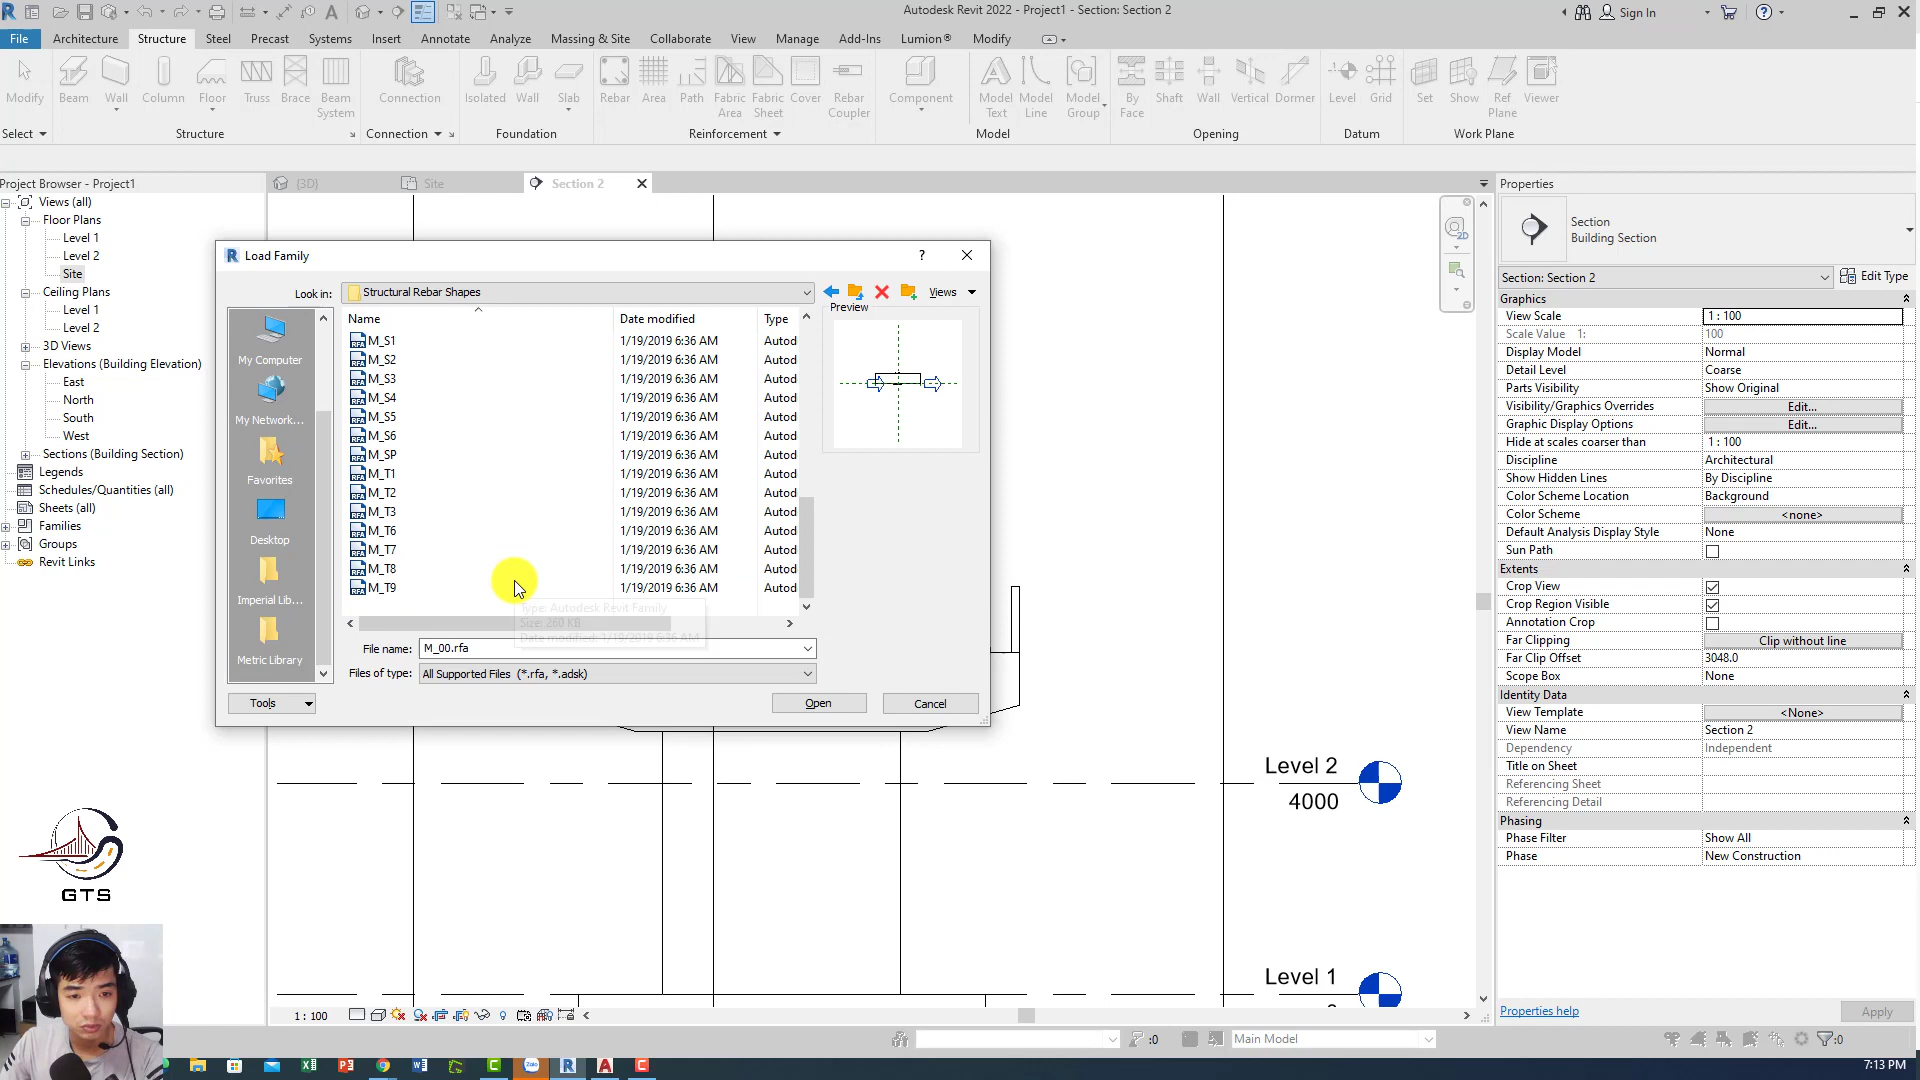 Autodesk Revit 2022 - Project1 - Section: Section 2
Sign In
File Architecture Structure Steel Precast Systems Insert Annotate Analyze Massing & Site Collaborate View Manage Add-Ins Lumion® Modify
Modify Beam Wall Column Floor Truss Brace Beam System Connection Isolated Wall Slab Rebar Area Path Fabric Area Fabric Sheet Cover Rebar Coupler Component Model Text Model Line Model Group By Face Shaft Wall Vertical Dormer Level Grid Set Show Ref Plane Viewer
Select Structure Connection Foundation Reinforcement Model Opening Datum Work Plane
Project Browser - Project1
{3D} Site Section 2
Views (all)
Floor Plans
Level 1
Level 2
Site
Ceiling Plans
Level 1
Level 2
3D Views
Elevations (Building Elevation)
East
North
South
West
Sections (Building Section)
Legends
Schedules/Quantities (all)
Sheets (all)
Families
Groups
Revit Links
Load Family
Look in: Structural Rebar Shapes
Views
Preview
My Computer
My Network...
Favorites
Desktop
Imperial Lib...
Metric Library
Name Date modified Type
M_S1 1/19/2019 6:36 AM Autod
M_S2 1/19/2019 6:36 AM Autod
M_S3 1/19/2019 6:36 AM Autod
M_S4 1/19/2019 6:36 AM Autod
M_S5 1/19/2019 6:36 AM Autod
M_S6 1/19/2019 6:36 AM Autod
M_SP 1/19/2019 6:36 AM Autod
M_T1 1/19/2019 6:36 AM Autod
M_T2 1/19/2019 6:36 AM Autod
M_T3 1/19/2019 6:36 AM Autod
M_T6 1/19/2019 6:36 AM Autod
M_T7 1/19/2019 6:36 AM Autod
M_T8 1/19/2019 6:36 AM Autod
M_T9 1/19/2019 6:36 AM Autod
Type: Autodesk Revit Family
Size: 260 KB
Date modified: 1/19/2019 6:36 AM
File name: M_00.rfa
Files of type: All Supported Files (*.rfa, *.adsk)
Tools
Open
Cancel
2D
Level 2
4000
Level 1
Properties
Section
Building Section
Section: Section 2
Edit Type
Graphics
View Scale 1 : 100
Scale Value 1: 100
Display Model Normal
Detail Level Coarse
Parts Visibility Show Original
Visibility/Graphics Overrides Edit...
Graphic Display Options Edit...
Hide at scales coarser than 1 : 100
Discipline Architectural
Show Hidden Lines By Discipline
Color Scheme Location Background
Color Scheme <none>
Default Analysis Display Style None
Sun Path
Extents
Crop View
Crop Region Visible
Annotation Crop
Far Clipping Clip without line
Far Clip Offset 3048.0
Scope Box None
Identity Data
View Template <None>
View Name Section 2
Dependency Independent
Title on Sheet
Referencing Sheet
Referencing Detail
Phasing
Phase Filter Show All
Phase New Construction
Properties help
Apply
GTS
1 : 100
:0
Main Model
:0
Zalo
7:13 PM